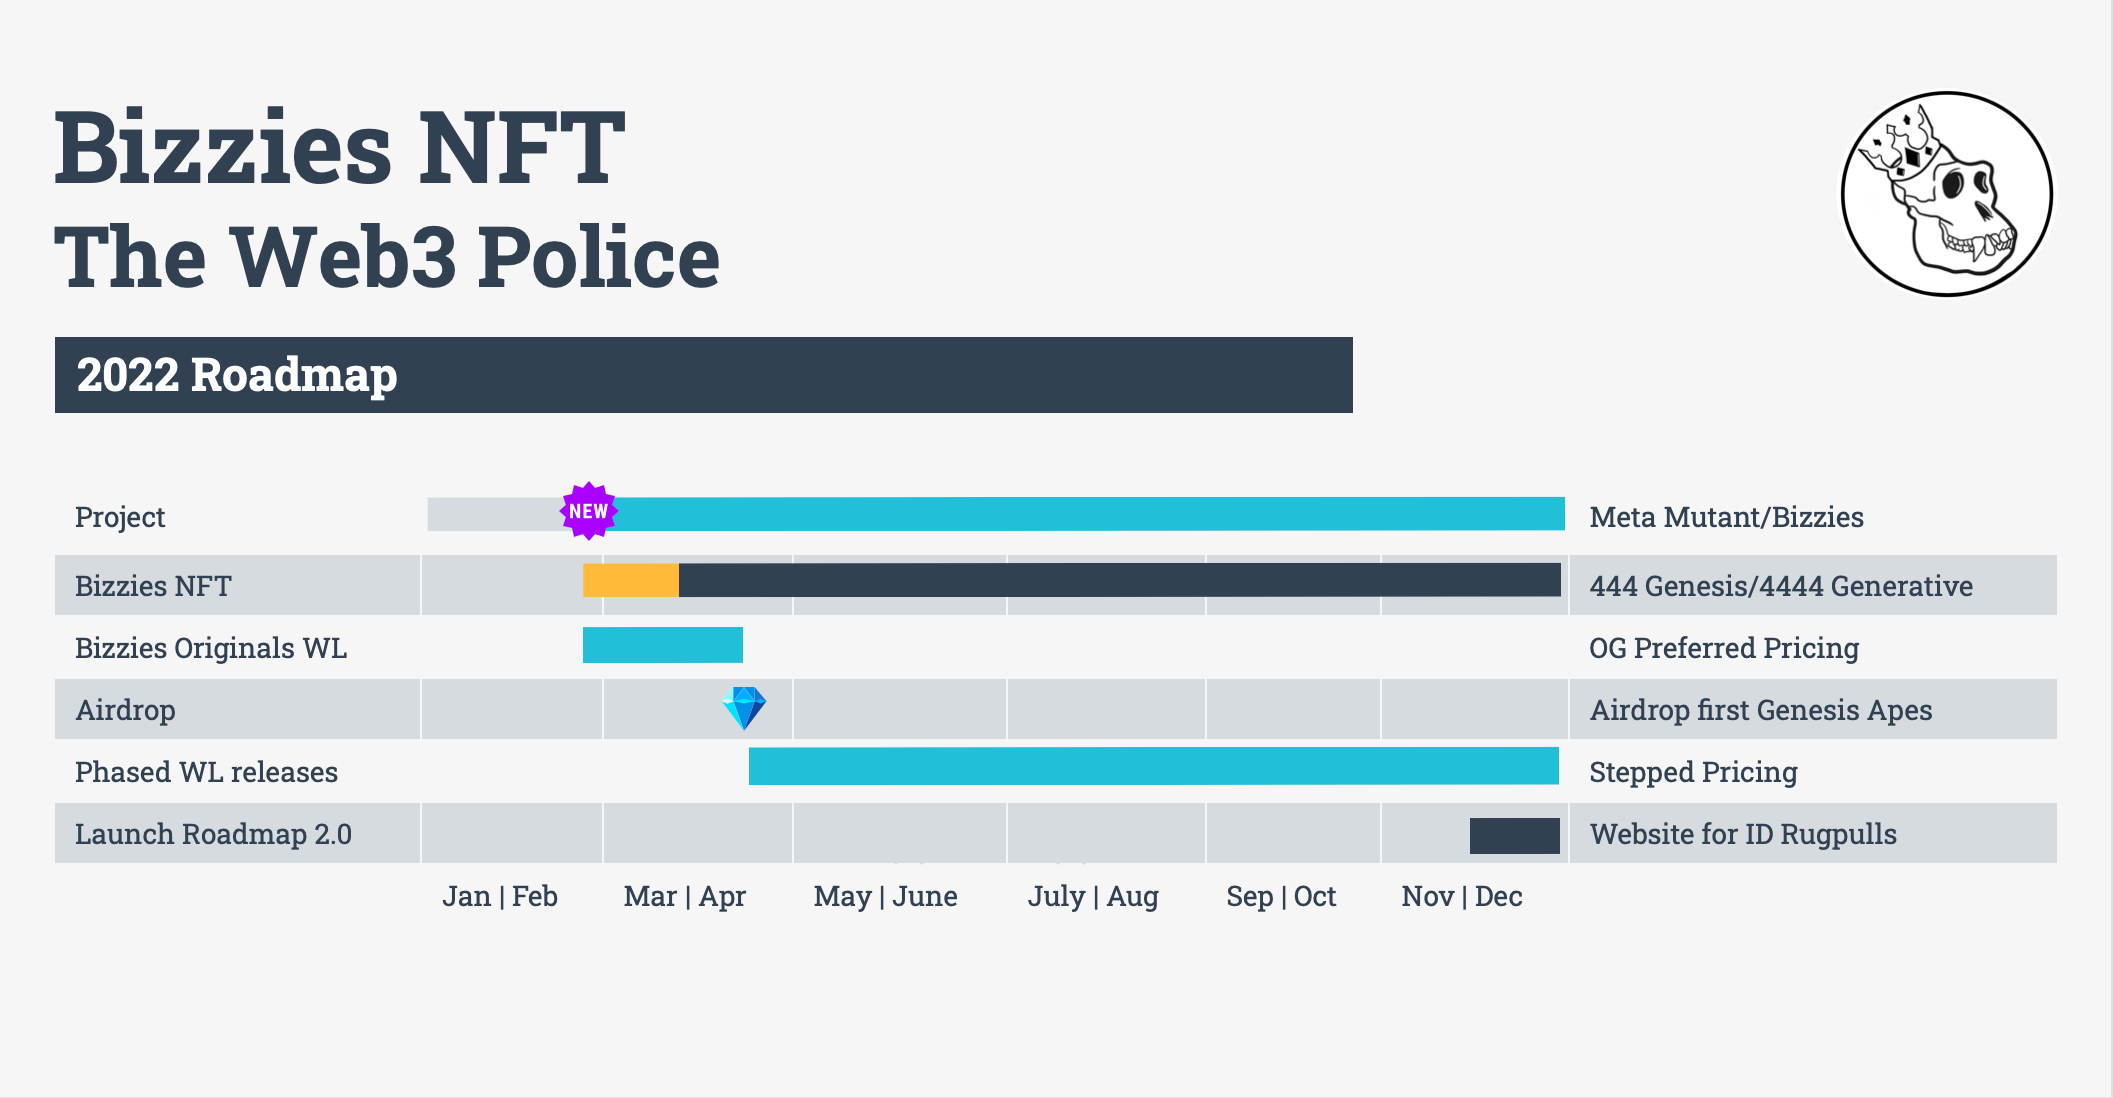 Bizzies NFT
The Web3 Police
2022 Roadmap
Project
NEW
Meta Mutant/Bizzies
Bizzies NFT
444 Genesis/4444 Generative
Bizzies Originals WL
OG Preferred Pricing
Airdrop
Airdrop first Genesis Apes
Phased WL releases
Stepped Pricing
Launch Roadmap 2.0
Website for ID Rugpulls
Jan | Feb
Mar | Apr
May | June
July | Aug
Sep | Oct
Nov | Dec